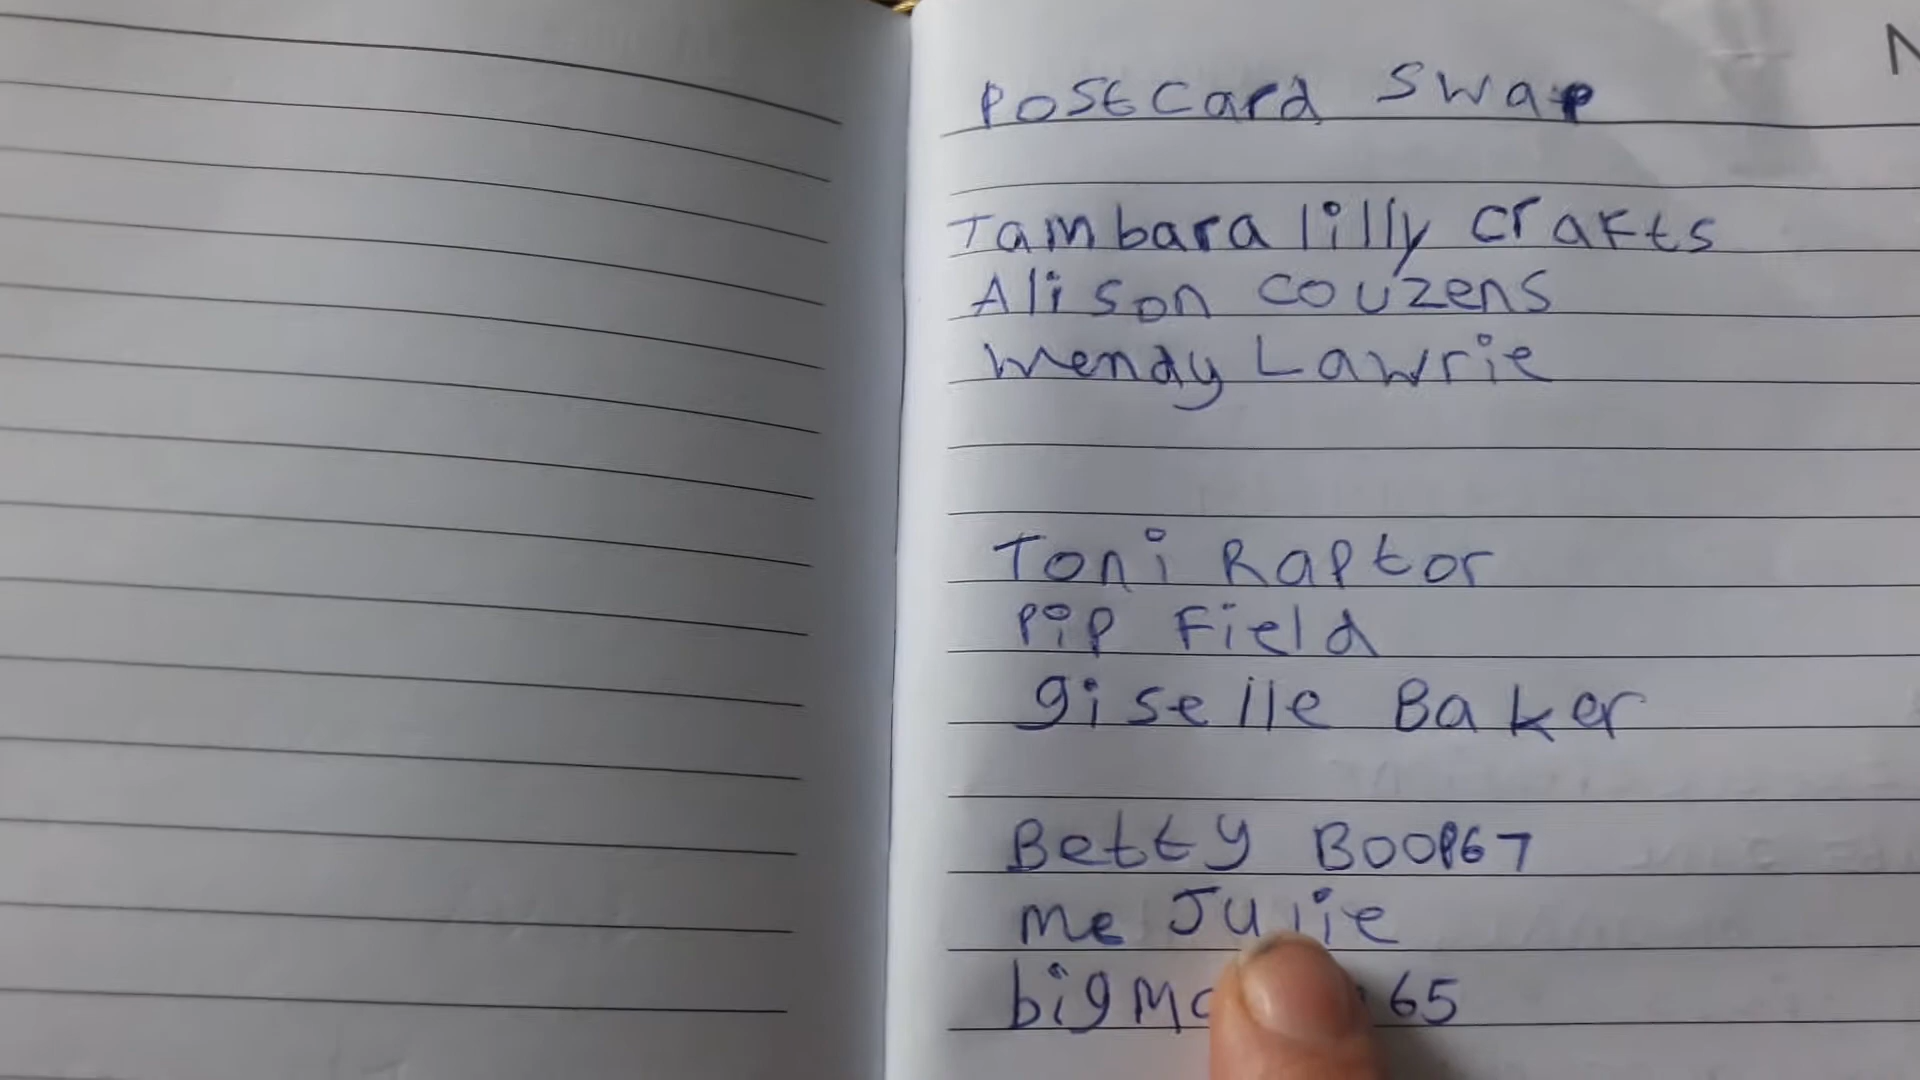 Postcard Swap
Tambara lilly crafts
Alison Couzens
Wendy Lawrie
Toni Raptor
Pip Field
giselle Baker
Betty Boop67
me Julie
65